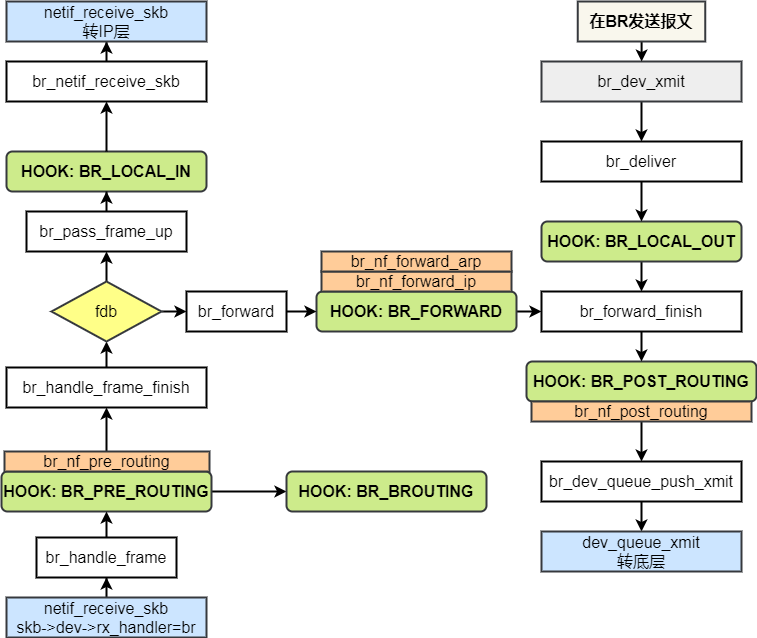 netif_receive_skb
转IP层
br_netif_receive_skb
HOOK: BR_LOCAL_IN
br_pass_frame_up
fdb
br_forward
br_handle_frame_finish
br_nf_pre_routing
HOOK: BR_PRE_ROUTING
HOOK: BR_BROUTING
br_handle_frame
netif_receive_skb
skb->dev->rx_handler=br
br_nf_forward_arp
br_nf_forward_ip
HOOK: BR_FORWARD
在BR发送报文
br_dev_xmit
br_deliver
HOOK: BR_LOCAL_OUT
br_forward_finish
HOOK: BR_POST_ROUTING
br_nf_post_routing
br_dev_queue_push_xmit
dev_queue_xmit
转底层